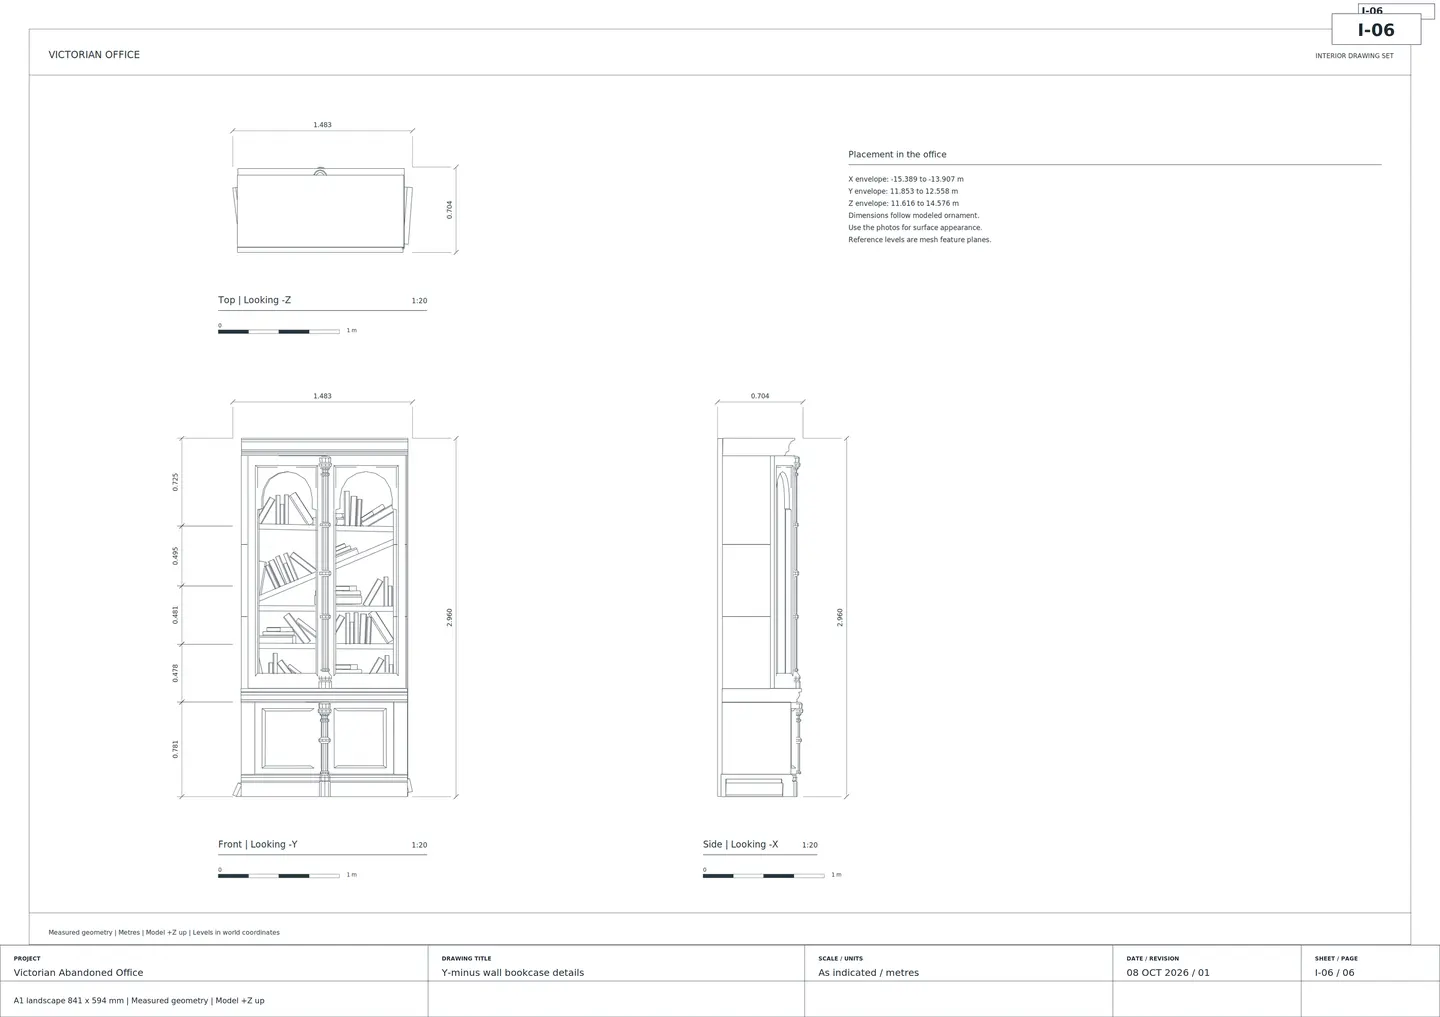 I-06
I-06
VICTORIAN OFFICE
INTERIOR DRAWING SET
1.483
0.704
Top | Looking -Z 1:20
0
1 m
Placement in the office
X envelope: -15.389 to -13.907 m
Y envelope: 11.853 to 12.558 m
Z envelope: 11.616 to 14.576 m
Dimensions follow modeled ornament.
Use the photos for surface appearance.
Reference levels are mesh feature planes.
1.483
0.725
0.495
0.481
0.478
0.781
2.960
Front | Looking -Y 1:20
0
1 m
0.704
2.960
Side | Looking -X 1:20
0
1 m
Measured geometry | Metres | Model +Z up | Levels in world coordinates
PROJECT
Victorian Abandoned Office
DRAWING TITLE
Y-minus wall bookcase details
SCALE / UNITS
As indicated / metres
DATE / REVISION
08 OCT 2026 / 01
SHEET / PAGE
I-06 / 06
A1 landscape 841 x 594 mm | Measured geometry | Model +Z up